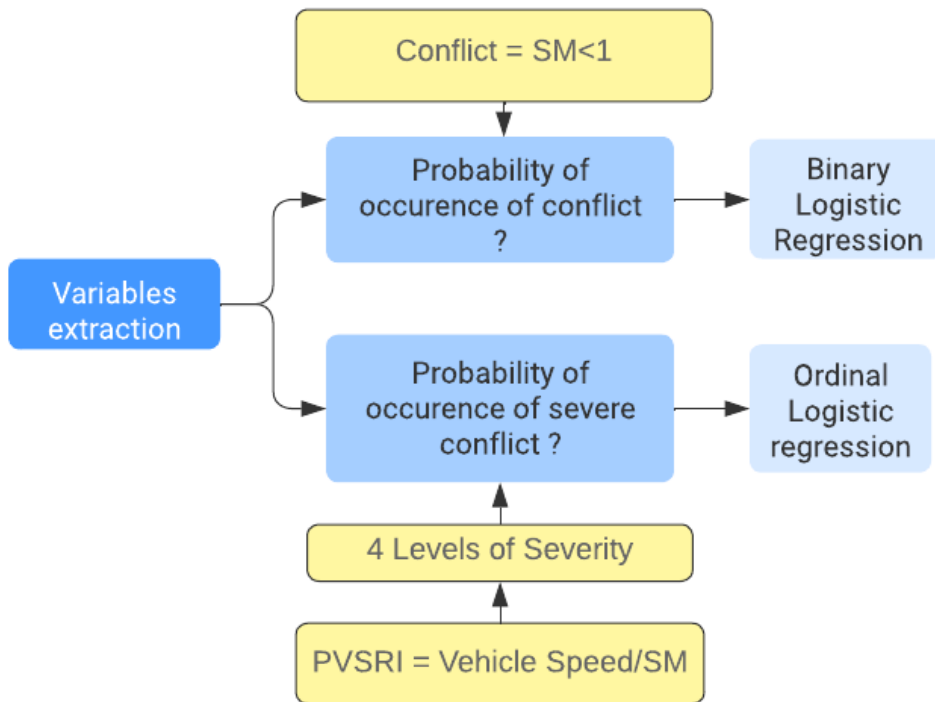 Conflict = SM<1
Probability of
occurence of conflict
?
Binary
Logistic
Regression
Variables
extraction
Probability of
occurence of severe
conflict ?
Ordinal
Logistic
regression
4 Levels of Severity
PVSRI = Vehicle Speed/SM